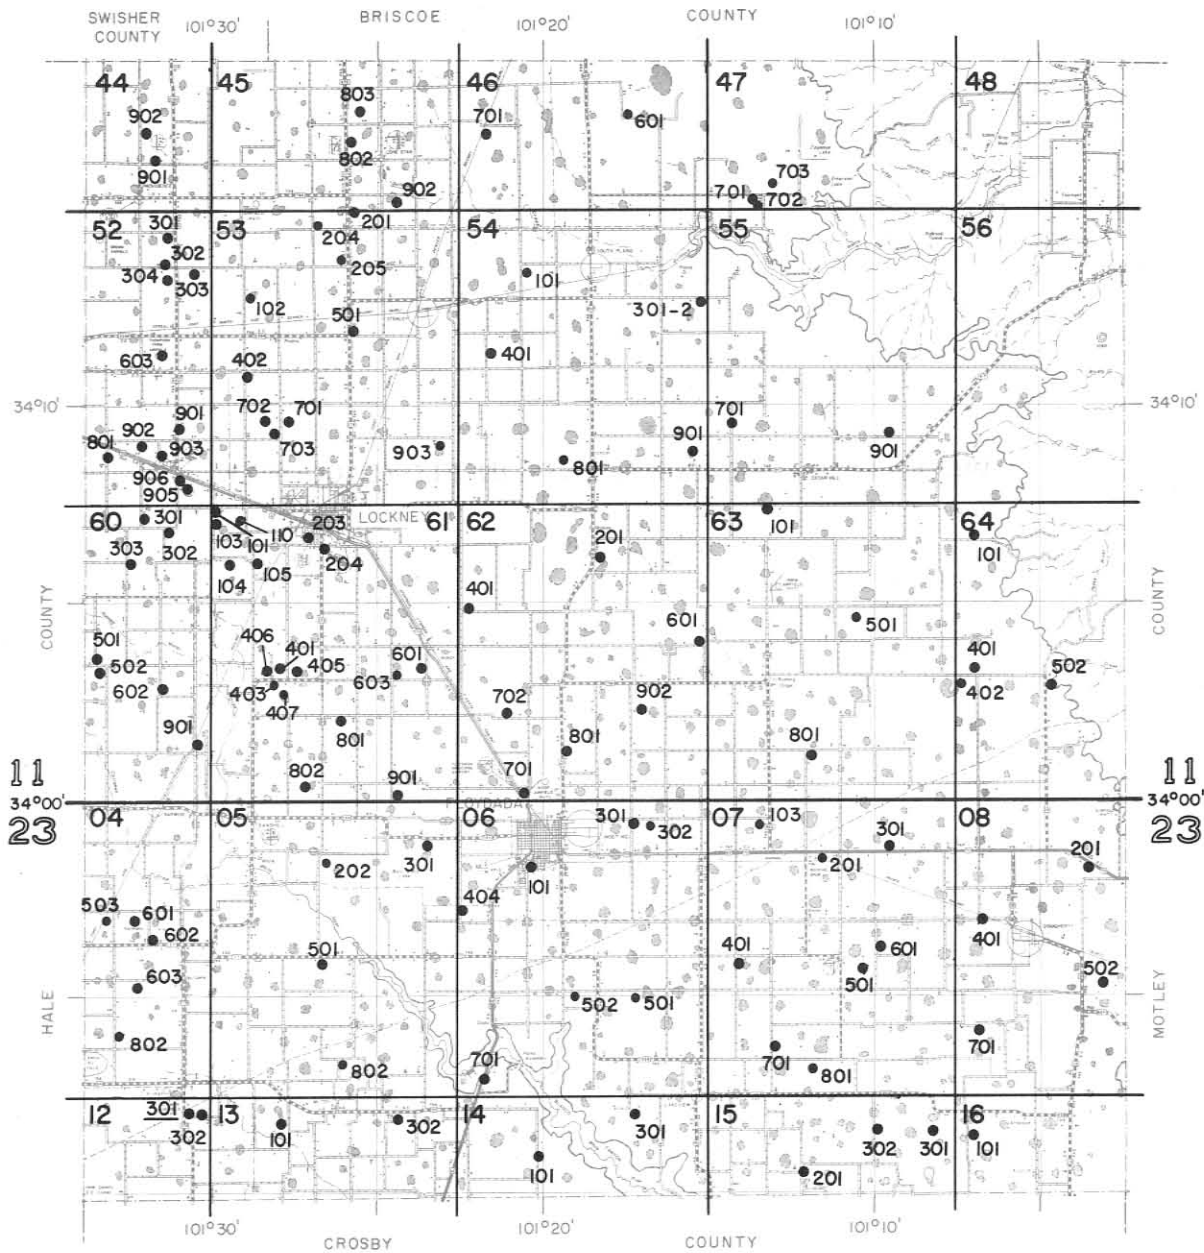 SWISHER COUNTY 101°30' BRISCOE 101°20' COUNTY 101°10'
44 45 46 47 48
803
902 701 601
802
901 902 703
701 702
52 53 54 55 56
301 204 201
302 205
304 303 101
102 301-2
501
603 401
402
34°10' 34°10'
901 702 701 701
902 903 703 903 901 901
801 801
906
905
60 301 LOCKNEY 61 62 63 64
203 101
303 302 103 101 110 201 101
204
104 105
COUNTY COUNTY
401
501
406 401 405 601 601
501 502 401 502
602 403 603 402
407 702 902
901 801 801 801
802 901 701
11 11
34°00' FLOYDADA 34°00'
23 23
04 05 06 07 08
301 302 103 301
202 301 101 201 201
404
503 601 401
602 501 401 601
603 501 502
502 501
HALE MOTLEY
802 802 701 701 801 701
12 13 14 15 16
301 302 101 302 301 302 301 101
101 201
101°30' CROSBY 101°20' COUNTY 101°10'